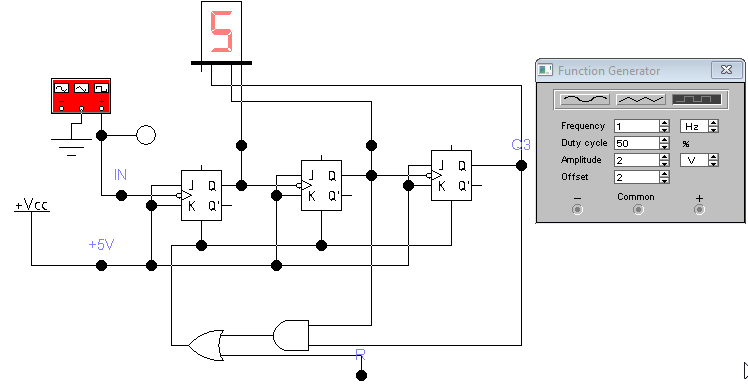 5
Function Generator
Frequency 1 Hz
Duty cycle 50 %
Amplitude 2 V
Offset 2
− Common +
C3
IN
J Q
K Q'
J Q
K Q'
J Q
K Q'
+Vcc
+5V
R